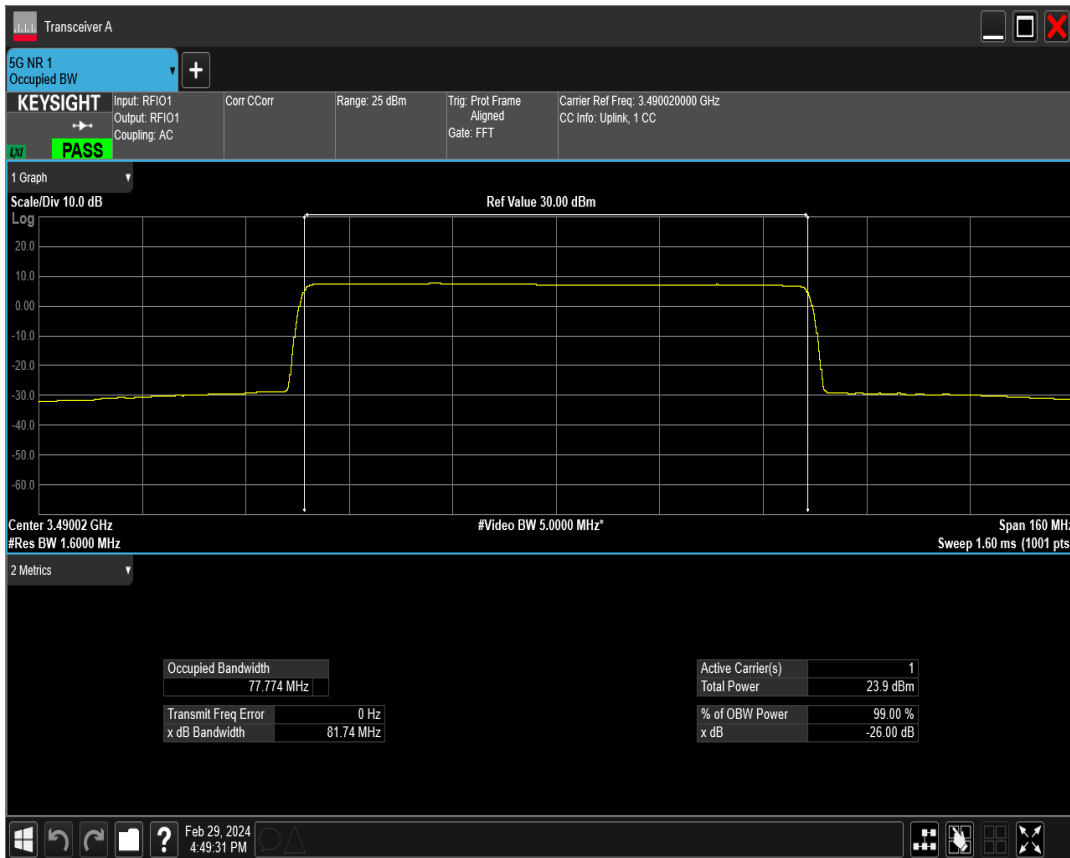 Transceiver A
5G NR 1
Occupied BW
KEYSIGHT
LXI
PASS
Input: RFIO1
Output: RFIO1
Coupling: AC
Corr CCorr
Range: 25 dBm
Trig: Prot Frame
Aligned
Gate: FFT
Carrier Ref Freq: 3.490020000 GHz
CC Info: Uplink, 1 CC
1 Graph
Scale/Div 10.0 dB
Ref Value 30.00 dBm
Log
20.0
10.0
0.00
-10.0
-20.0
-30.0
-40.0
-50.0
-60.0
Center 3.49002 GHz
#Video BW 5.0000 MHz*
Span 160 MHz
#Res BW 1.6000 MHz
Sweep 1.60 ms (1001 pts
2 Metrics
Occupied Bandwidth
77.774 MHz
Transmit Freq Error 0 Hz
x dB Bandwidth 81.74 MHz
Active Carrier(s) 1
Total Power 23.9 dBm
% of OBW Power 99.00 %
x dB -26.00 dB
Feb 29, 2024
4:49:31 PM